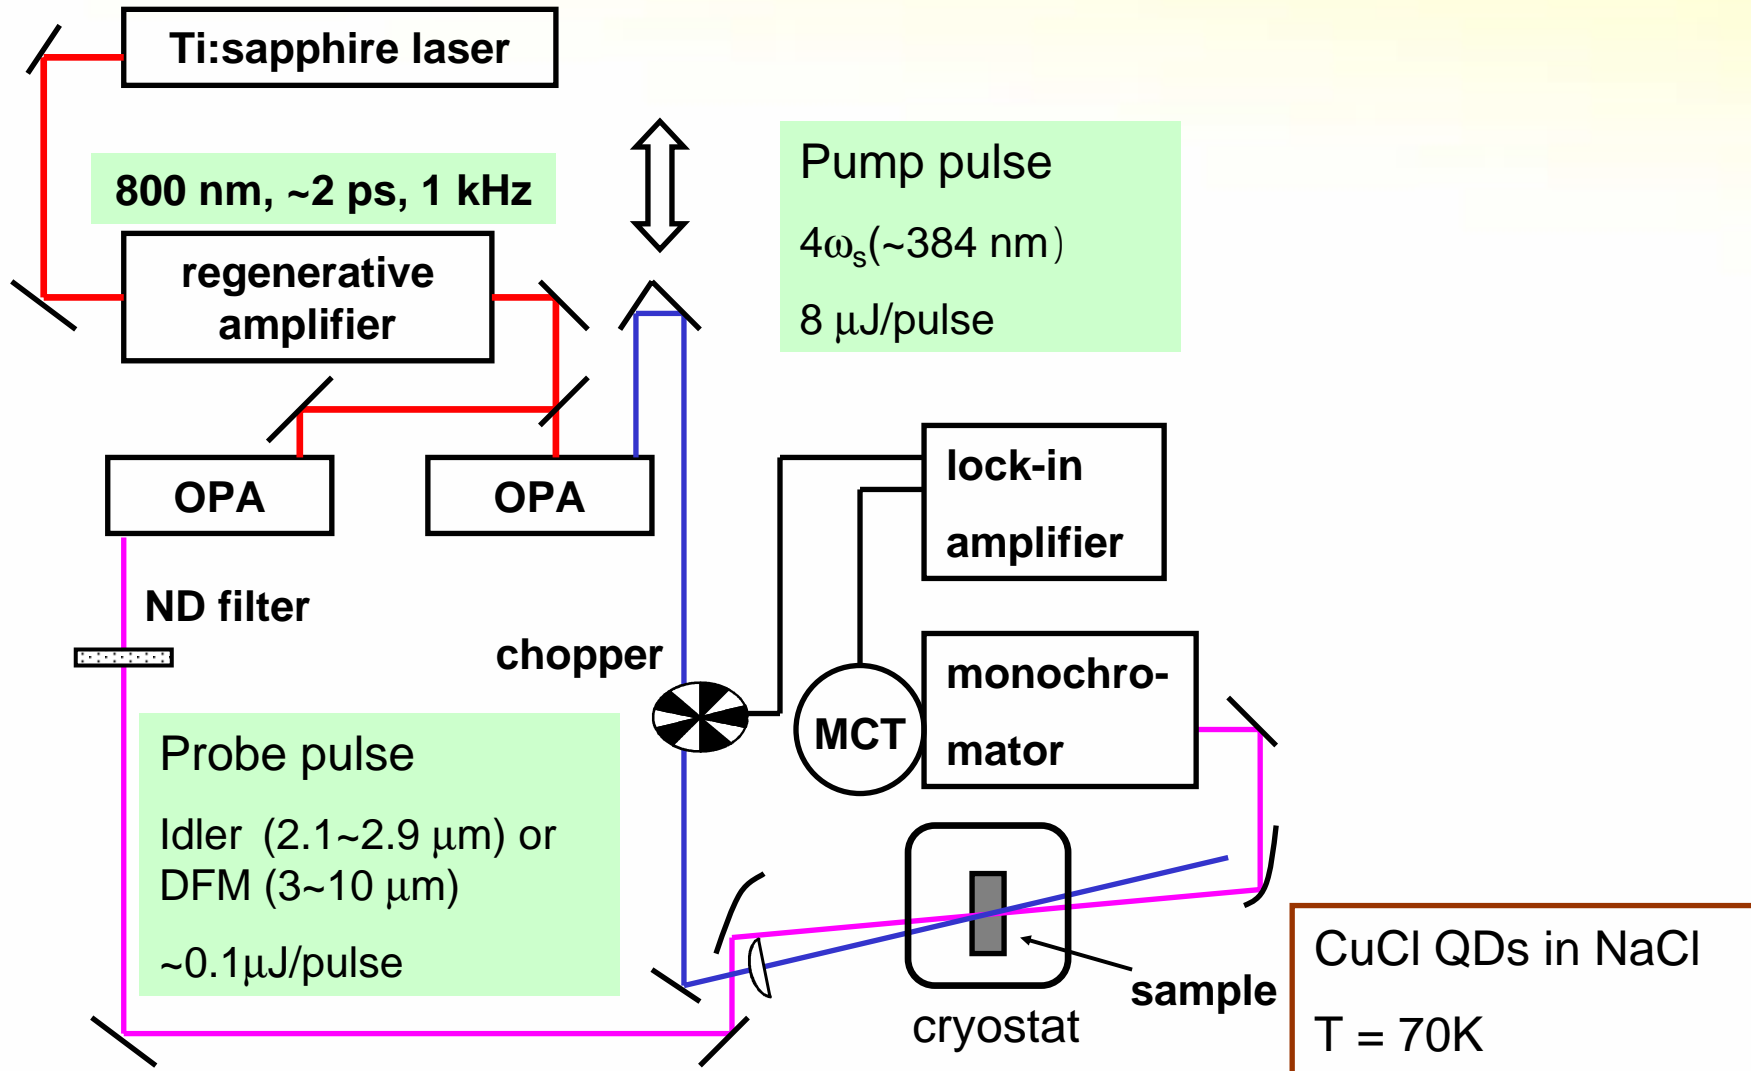 Ti:sapphire laser
800 nm, ~2 ps, 1 kHz
regenerative
amplifier
Pump pulse
4ωs(~384 nm)
8 μJ/pulse
OPA
OPA
lock-in
amplifier
ND filter
chopper
monochro-
mator
MCT
Probe pulse
Idler (2.1~2.9 μm) or
DFM (3~10 μm)
~0.1μJ/pulse
sample
cryostat
CuCl QDs in NaCl
T = 70K